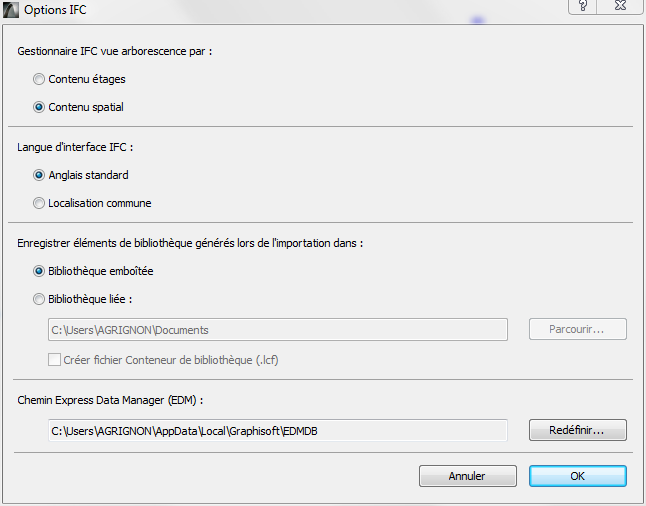 Options IFC
Gestionnaire IFC vue arborescence par :
Contenu étages
Contenu spatial
Langue d'interface IFC :
Anglais standard
Localisation commune
Enregistrer éléments de bibliothèque générés lors de l'importation dans :
Bibliothèque emboîtée
Bibliothèque liée :
C:\Users\AGRIGNON\Documents
Parcourir...
Créer fichier Conteneur de bibliothèque (.lcf)
Chemin Express Data Manager (EDM) :
C:\Users\AGRIGNON\AppData\Local\Graphisoft\EDMDB
Redéfinir...
Annuler
OK